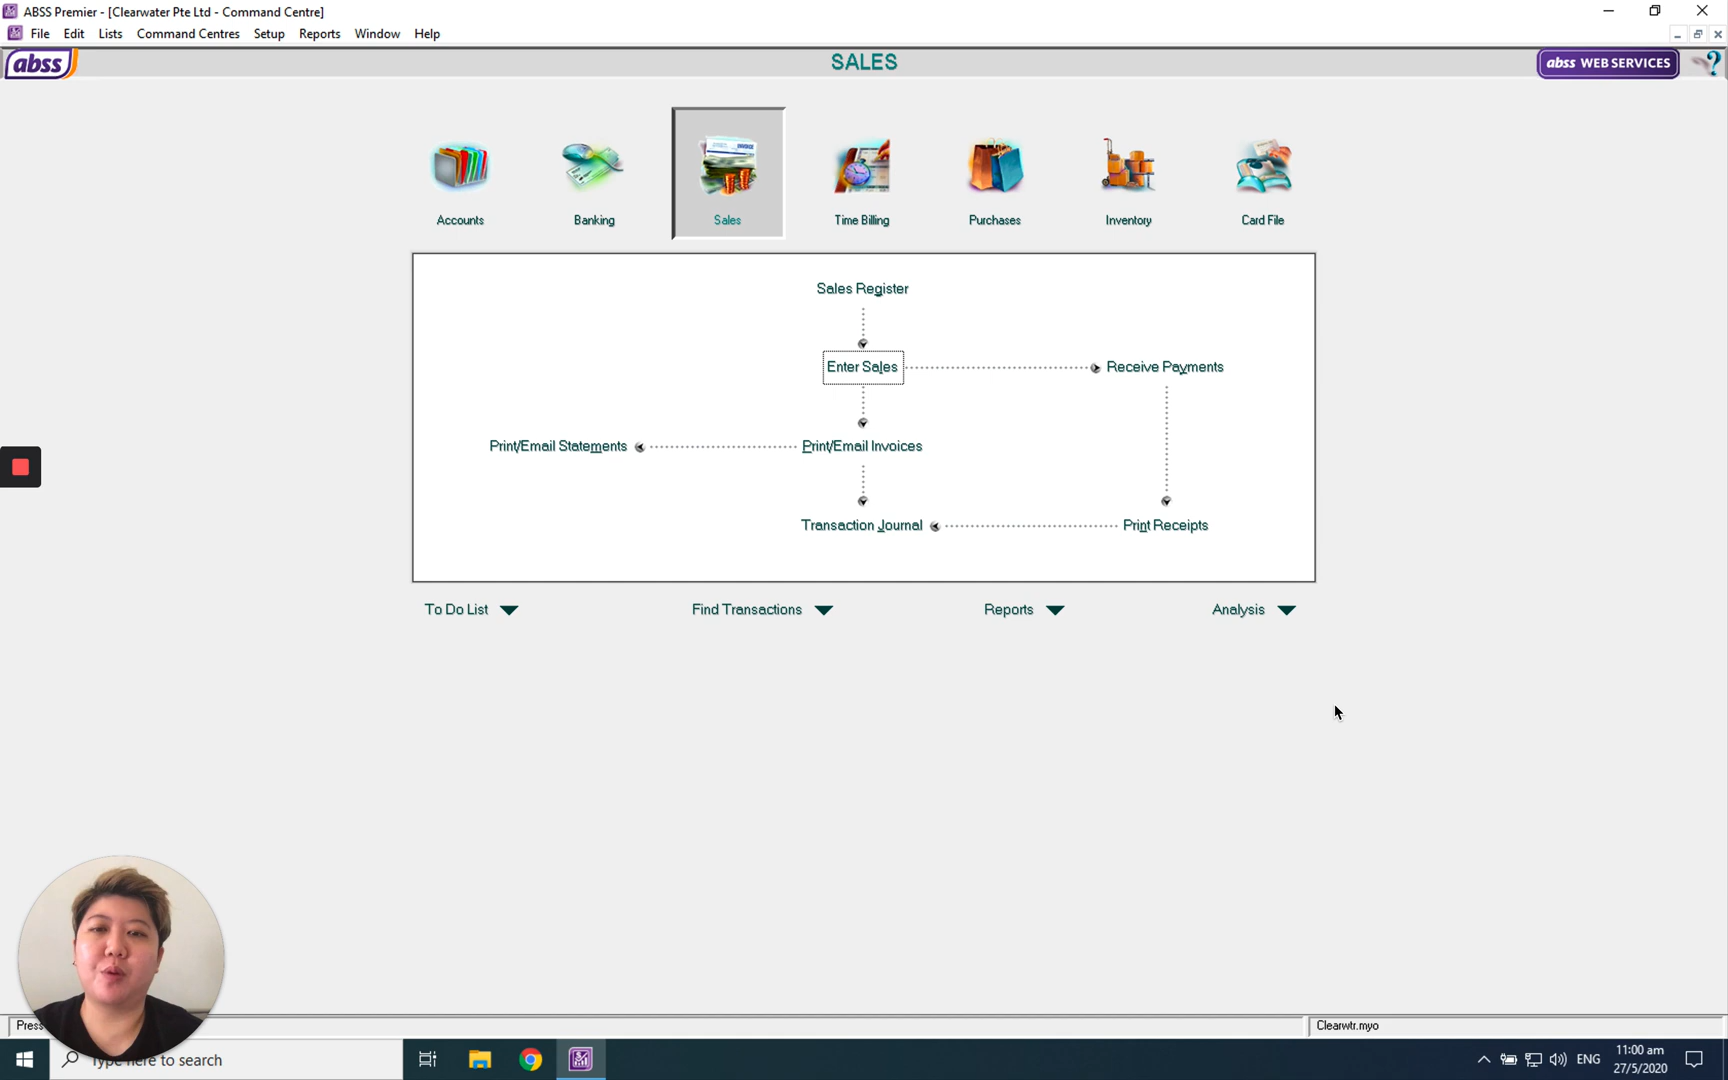 ABSS Premier - [Clearwater Pte Ltd - Command Centre]
File Edit Lists Command Centres Setup Reports Window Help
abss SALES abss WEB SERVICES ?
INVOICE
Accounts Banking Sales Time Billing Purchases Inventory Card File
Sales Register
Enter Sales Receive Payments
Print/Email Statements Print/Email Invoices
Transaction Journal Print Receipts
To Do List Find Transactions Reports Analysis
Press Clearwtr.myo
Type here to search ENG 11:00 am
27/5/2020